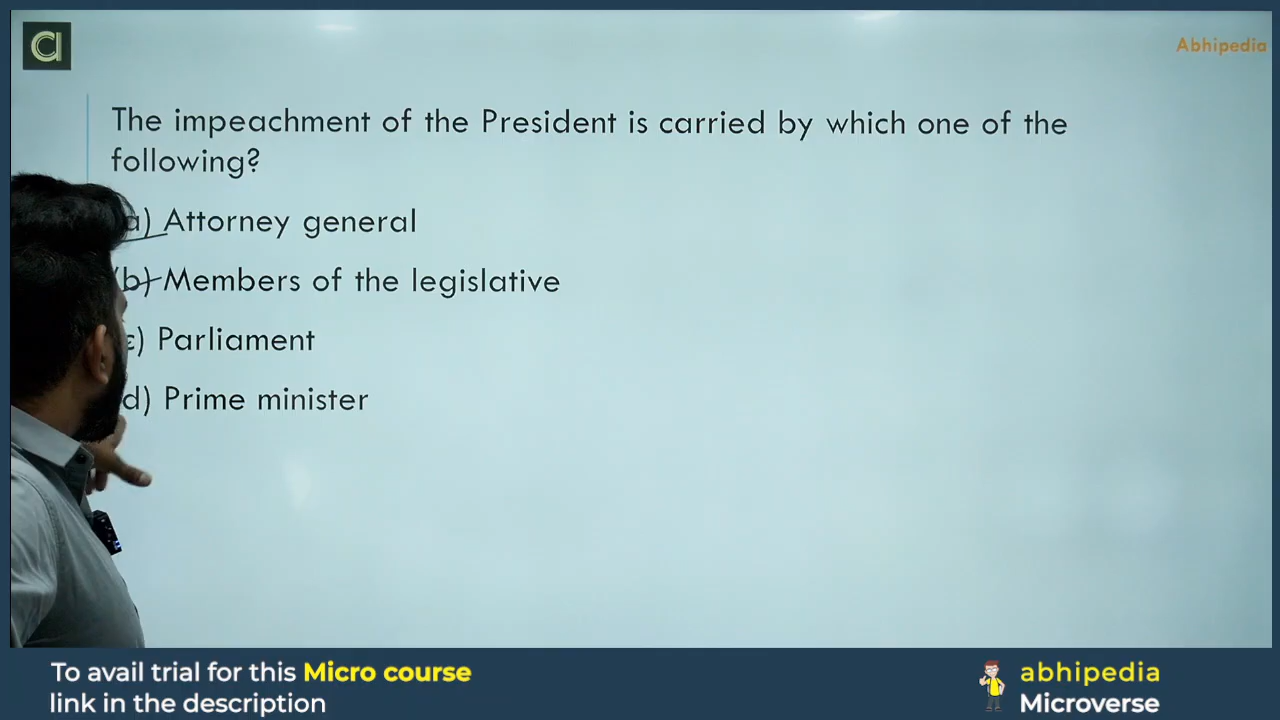 a
Abhipedia
The impeachment of the President is carried by which one of the
following?
a) Attorney general
(b) Members of the legislative
c) Parliament
d) Prime minister
To avail trial for this Micro course
link in the description
abhipedia
Microverse